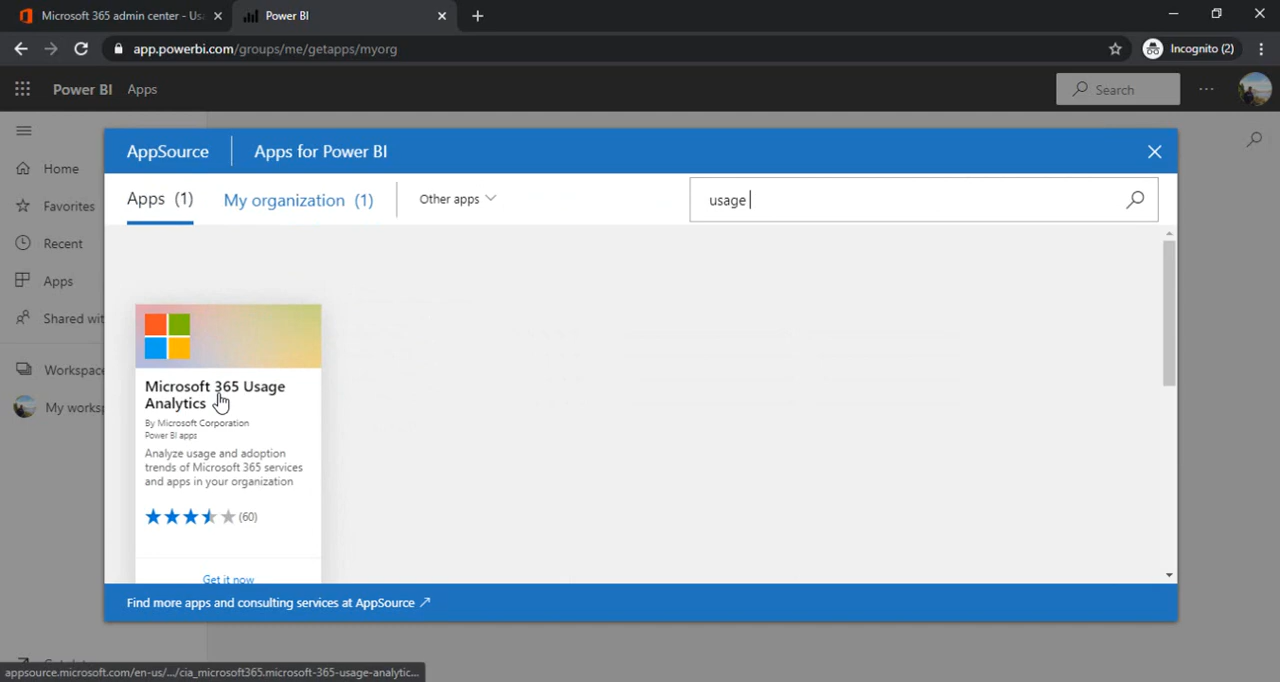 Microsoft 365 admin center - Us
Power BI
app.powerbi.com/groups/me/getapps/myorg
Incognito (2)
Power BI Apps
Search
AppSource
Apps for Power BI
Apps (1)
My organization (1)
Other apps
usage
Home
Favorites
Recent
Apps
Shared wit
Workspace
My worksp
Microsoft 365 Usage
Analytics
By Microsoft Corporation
Power BI apps
Analyze usage and adoption
trends of Microsoft 365 services
and apps in your organization
(60)
Get it now
Find more apps and consulting services at AppSource
appsource.microsoft.com/en-us/.../cia_microsoft365.microsoft-365-usage-analytic...